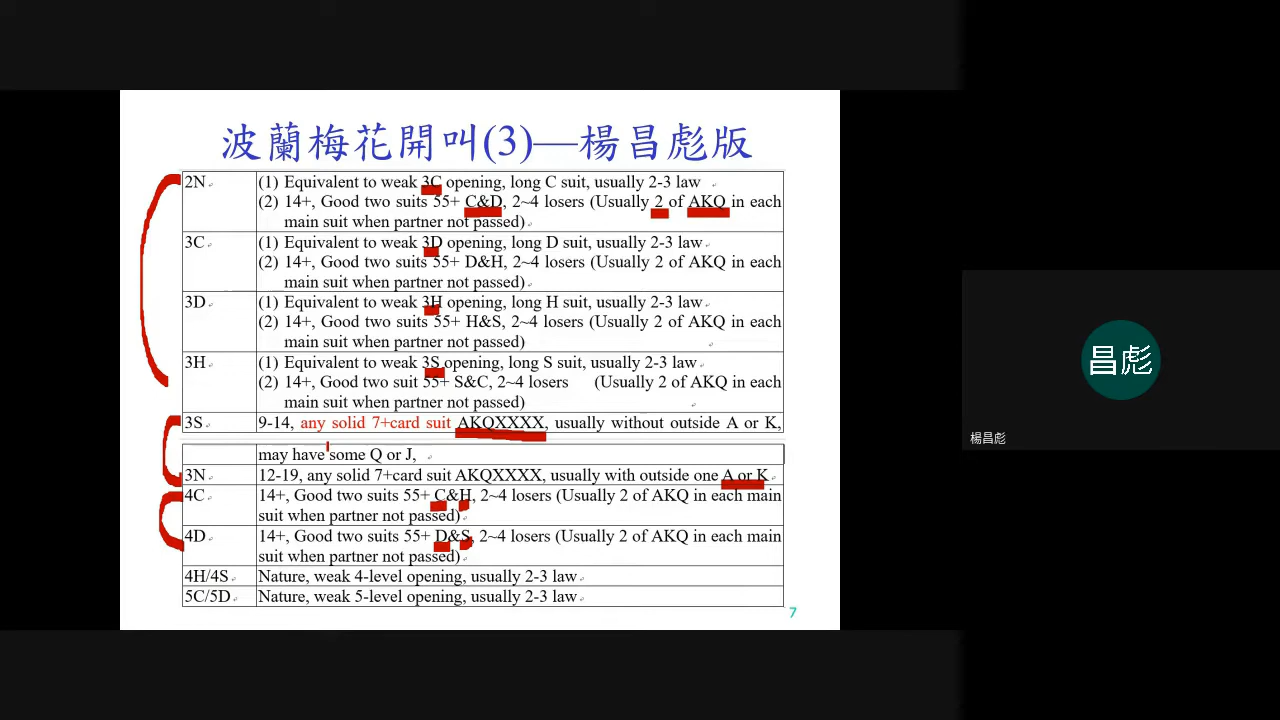 波蘭梅花開叫(3)—楊昌彪版
2N (1) Equivalent to weak 3C opening, long C suit, usually 2-3 law
(2) 14+, Good two suits 55+ C&D, 2~4 losers (Usually 2 of AKQ in each
main suit when partner not passed)
3C (1) Equivalent to weak 3D opening, long D suit, usually 2-3 law
(2) 14+, Good two suits 55+ D&H, 2~4 losers (Usually 2 of AKQ in each
main suit when partner not passed)
3D (1) Equivalent to weak 3H opening, long H suit, usually 2-3 law
(2) 14+, Good two suits 55+ H&S, 2~4 losers (Usually 2 of AKQ in each
main suit when partner not passed)
3H (1) Equivalent to weak 3S opening, long S suit, usually 2-3 law
(2) 14+, Good two suit 55+ S&C, 2~4 losers (Usually 2 of AKQ in each
main suit when partner not passed)
3S 9-14, any solid 7+card suit AKQXXXX, usually without outside A or K,
may have some Q or J,
3N 12-19, any solid 7+card suit AKQXXXX, usually with outside one A or K
4C 14+, Good two suits 55+ C&H, 2~4 losers (Usually 2 of AKQ in each main
suit when partner not passed)
4D 14+, Good two suits 55+ D&S, 2~4 losers (Usually 2 of AKQ in each main
suit when partner not passed)
4H/4S Nature, weak 4-level opening, usually 2-3 law
5C/5D Nature, weak 5-level opening, usually 2-3 law
7
昌彪
楊昌彪